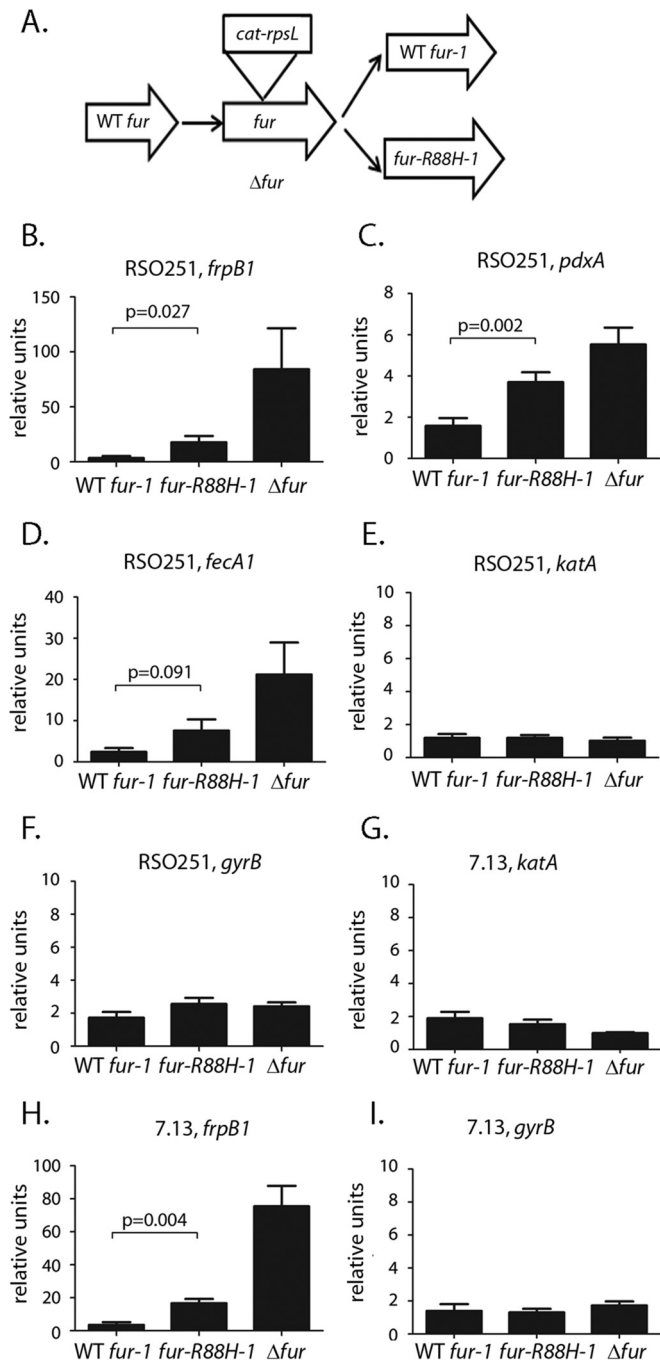 A.
cat-rpsL
WT fur
fur
Δfur
WT fur-1
fur-R88H-1
B.
RSO251, frpB1
relative units
150
100
50
0
p=0.027
WT fur-1 fur-R88H-1 Δfur
C.
RSO251, pdxA
relative units
8
6
4
2
0
p=0.002
WT fur-1 fur-R88H-1 Δfur
D.
RSO251, fecA1
relative units
40
30
20
10
0
p=0.091
WT fur-1 fur-R88H-1 Δfur
E.
RSO251, katA
relative units
10
8
6
4
2
0
WT fur-1 fur-R88H-1 Δfur
F.
RSO251, gyrB
relative units
10
8
6
4
2
0
WT fur-1 fur-R88H-1 Δfur
G.
7.13, katA
relative units
10
8
6
4
2
0
WT fur-1 fur-R88H-1 Δfur
H.
7.13, frpB1
relative units
100
80
60
40
20
0
p=0.004
WT fur-1 fur-R88H-1 Δfur
I.
7.13, gyrB
relative units
10
8
6
4
2
0
WT fur-1 fur-R88H-1 Δfur